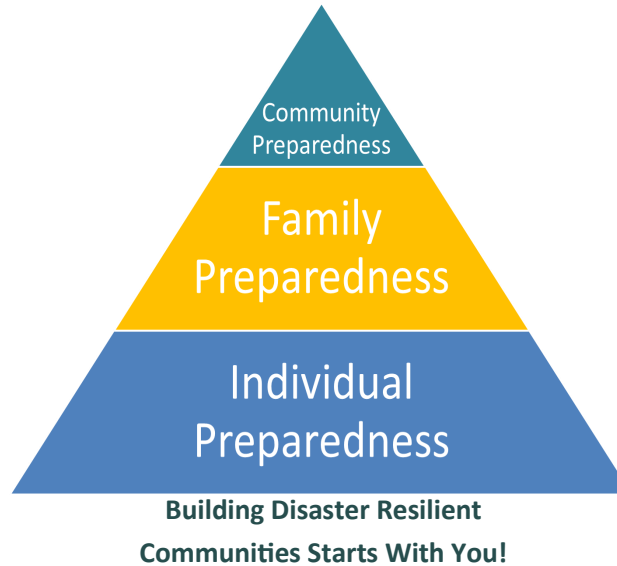 Community
Preparedness
Family
Preparedness
Individual
Preparedness
Building Disaster Resilient
Communities Starts With You!